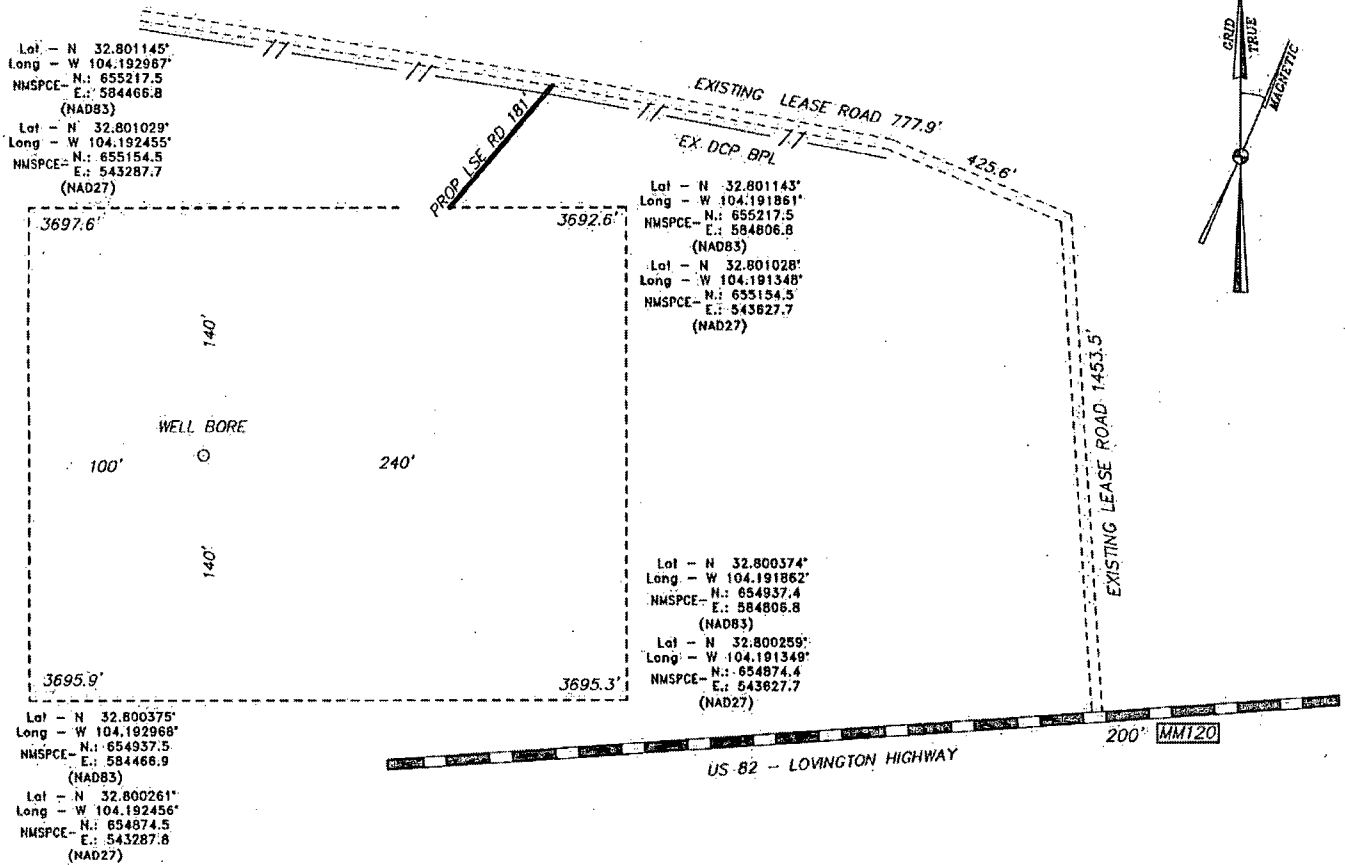 GRID
TRUE
MAGNETIC
Lat - N 32.801145°
Long - W 104.192967°
NMSPCE- N.: 655217.5
E.: 584466.8
(NAD83)
Lat - N 32.801029°
Long - W 104.192455°
NMSPCE- N.: 655154.5
E.: 543287.7
(NAD27)
EXISTING LEASE ROAD 777.9'
EX DCP BPL
425.6'
PROP LSE RD 181'
3697.6'
3692.6'
Lat - N 32.801143°
Long - W 104.191861°
NMSPCE- N.: 655217.5
E.: 584806.8
(NAD83)
Lat - N 32.801028°
Long - W 104.191348°
NMSPCE- N.: 655154.5
E.: 543627.7
(NAD27)
140'
WELL BORE
100'
240'
140'
EXISTING LEASE ROAD 1453.5'
Lat - N 32.800374°
Long - W 104.191862°
NMSPCE- N.: 654937.4
E.: 584806.8
(NAD83)
Lat - N 32.800259°
Long - W 104.191349°
NMSPCE- N.: 654874.4
E.: 543627.7
(NAD27)
3695.9'
3695.3'
Lat - N 32.800375°
Long - W 104.192968°
NMSPCE- N.: 654937.5
E.: 584466.9
(NAD83)
Lat - N 32.800261°
Long - W 104.192456°
NMSPCE- N.: 654874.5
E.: 543287.8
(NAD27)
200' MM120
US 82 - LOVINGTON HIGHWAY